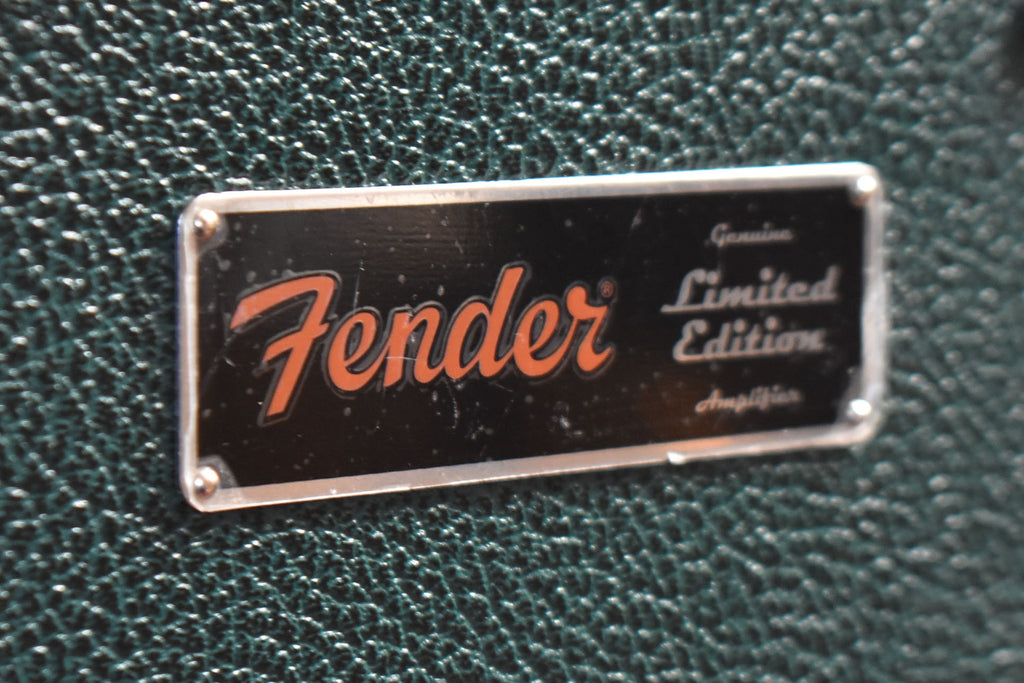 Fender®
Genuine
Limited
Edition
Amplifier